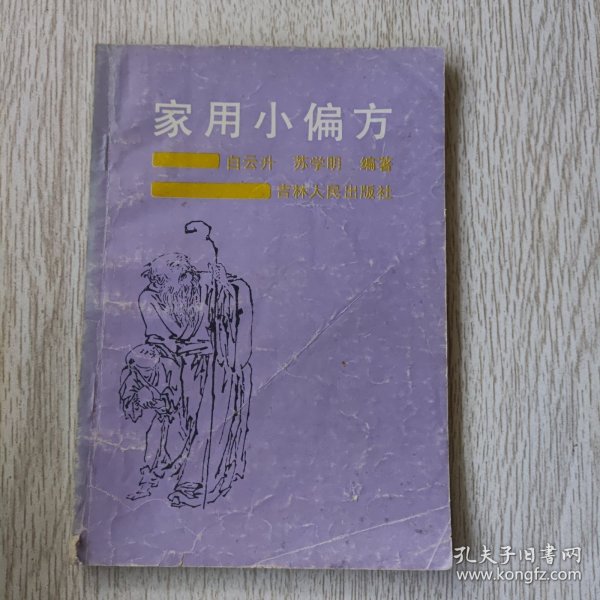 家用小偏方
白云升 苏学明 编著
吉林人民出版社
孔夫子旧书网
www.kongfz.com